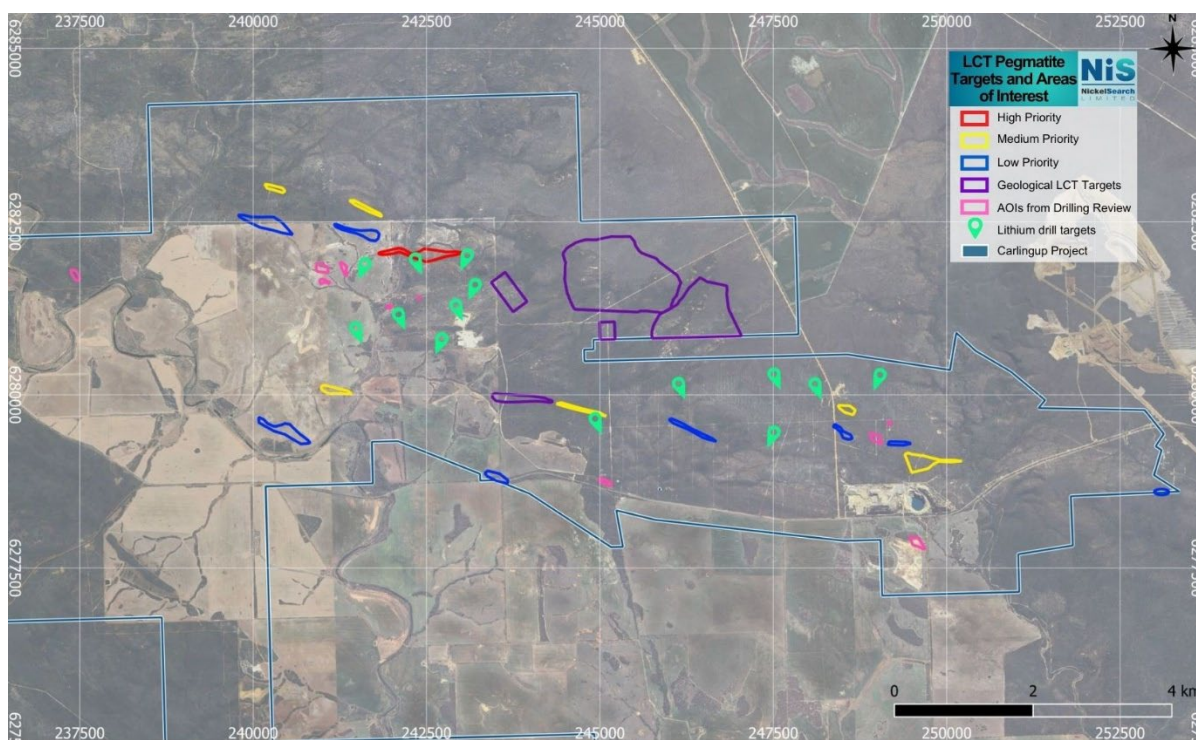 237500 240000 242500 245000 247500 250000 252500
N
6285000
LCT Pegmatite
Targets and Areas
of Interest
NiS
NickelSearch
LIMITED
High Priority
Medium Priority
Low Priority
Geological LCT Targets
AOIs from Drilling Review
Lithium drill targets
Carlingup Project
6282500
6280000
6277500
0 2 4 km
237500 240000 242500 245000 247500 250000 252500